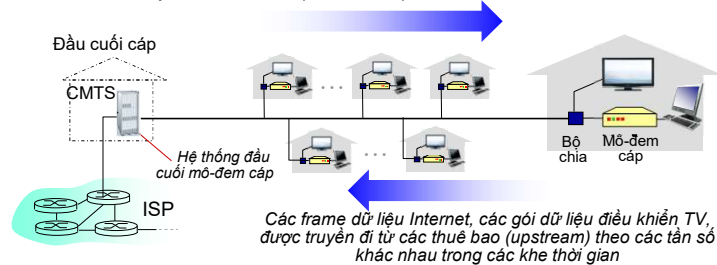 Đầu cuối cáp
CMTS
Hệ thống đầu
cuối mô-đem cáp
ISP
Bộ
chia
Mô-đem
cáp
Các frame dữ liệu Internet, các gói dữ liệu điều khiển TV,
được truyền đi từ các thuê bao (upstream) theo các tần số
khác nhau trong các khe thời gian